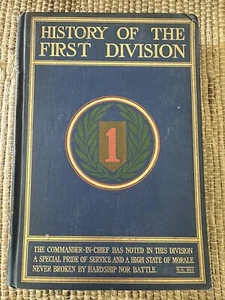 HISTORY OF THE
FIRST DIVISION
1
THE COMMANDER-IN-CHIEF HAS NOTED IN THIS DIVISION
A SPECIAL PRIDE OF SERVICE AND A HIGH STATE OF MORALE
NEVER BROKEN BY HARDSHIP NOR BATTLE.